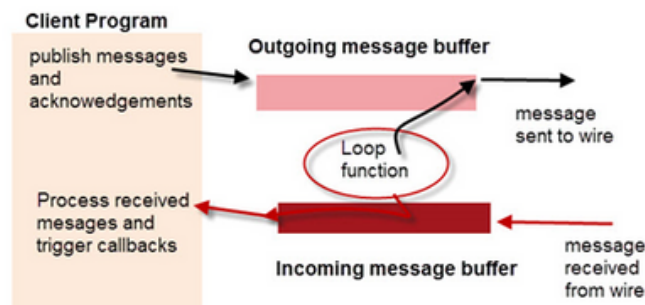 Client Program
publish messages
and
acknowedgements
Outgoing message buffer
message
sent to wire
Loop
function
Process received
mesages and
trigger callbacks
Incoming message buffer
message
received
from wire